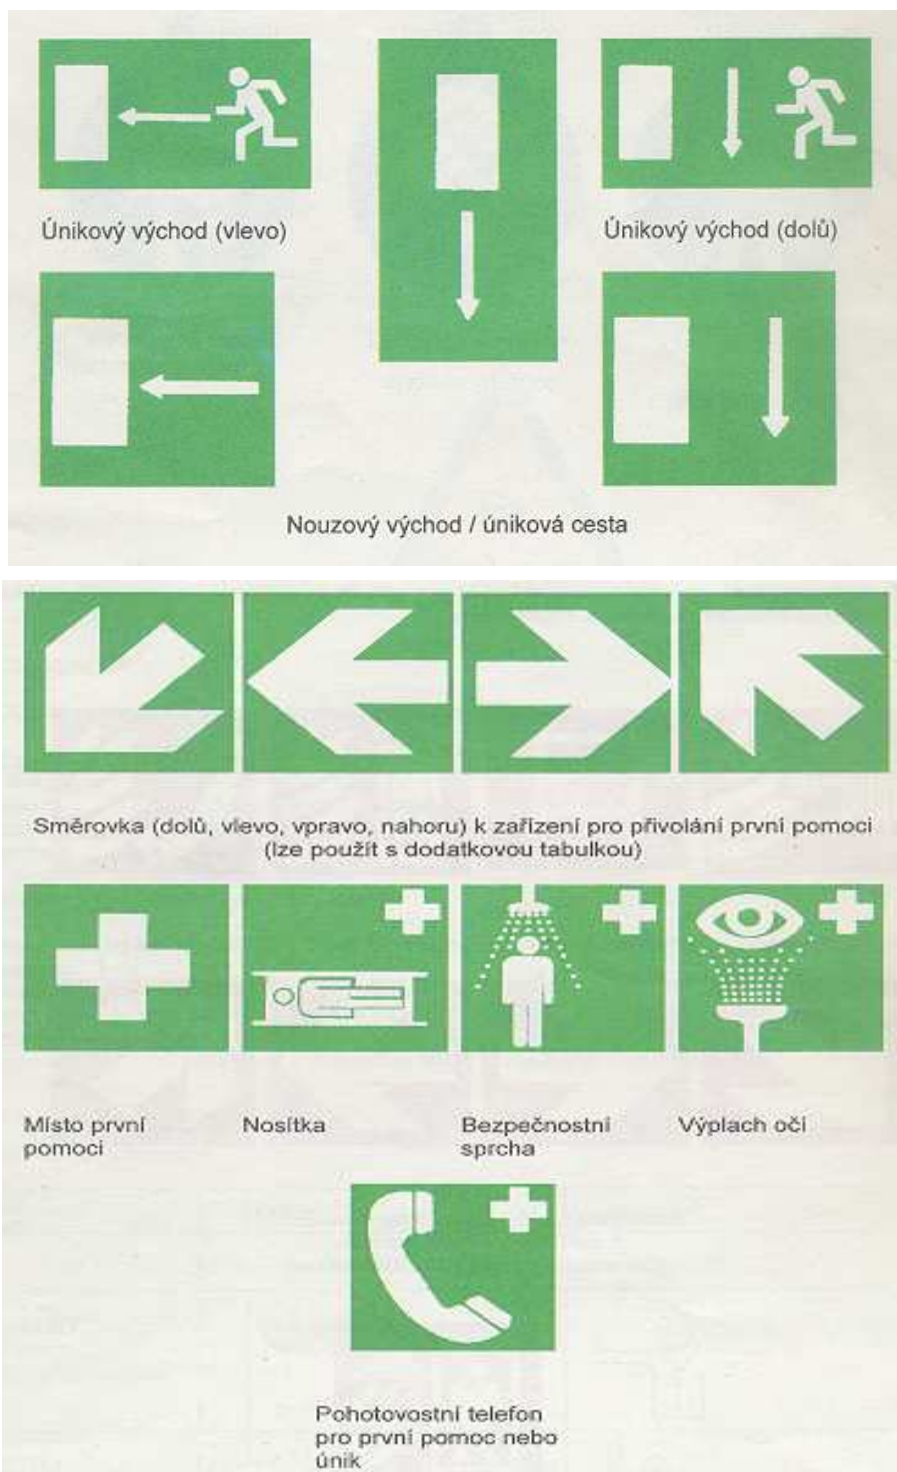 Únikový východ (vlevo)
Únikový východ (dolů)
Nouzový východ / úniková cesta
Směrovka (dolů, vlevo, vpravo, nahoru) k zařízení pro přivolání první pomoci
(lze použít s dodatkovou tabulkou)
Místo první
pomoci
Nosítka
Bezpečnostní
sprcha
Výplach očí
Pohotovostní telefon
pro první pomoc nebo
únik